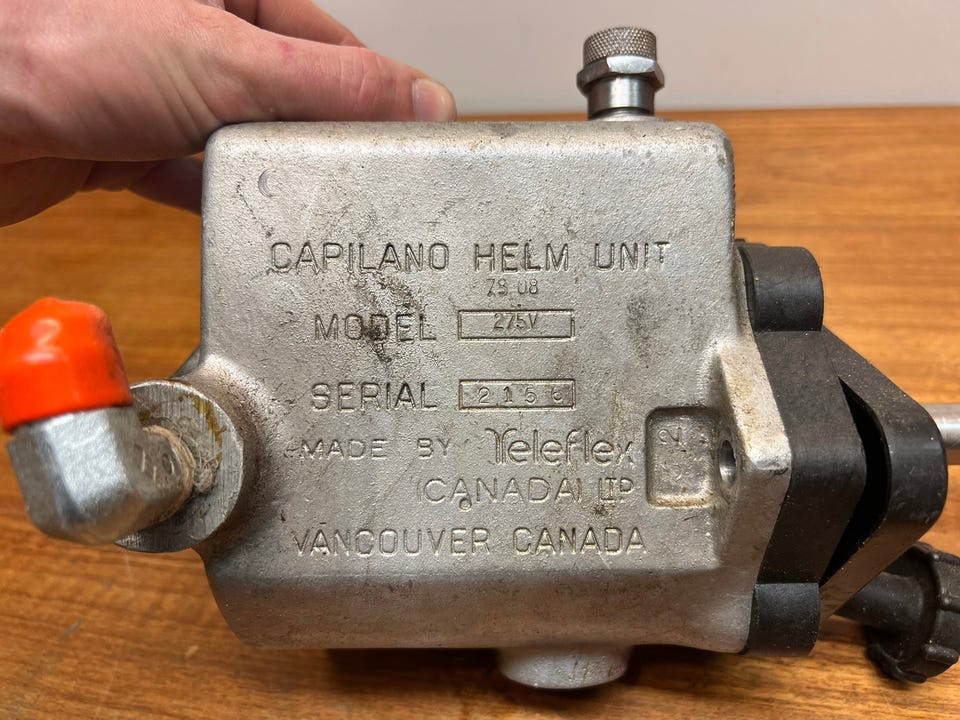 CAPILANO HELM UNIT
79 08
MODEL 275V
SERIAL 2156
MADE BY Teleflex
(CANADA) LTD
VANCOUVER CANADA